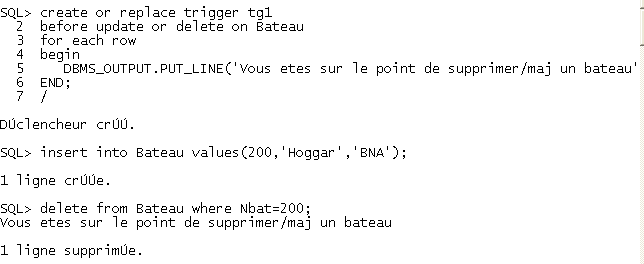 SQL> create or replace trigger tg1
2 before update or delete on Bateau
3 for each row
4 begin
5 DBMS_OUTPUT.PUT_LINE('Vous etes sur le point de supprimer/maj un bateau'
6 END;
7 /
DÚclencheur crÚÚ.
SQL> insert into Bateau values(200,'Hoggar','BNA');
1 ligne crÚÚe.
SQL> delete from Bateau where Nbat=200;
Vous etes sur le point de supprimer/maj un bateau
1 ligne supprimÚe.